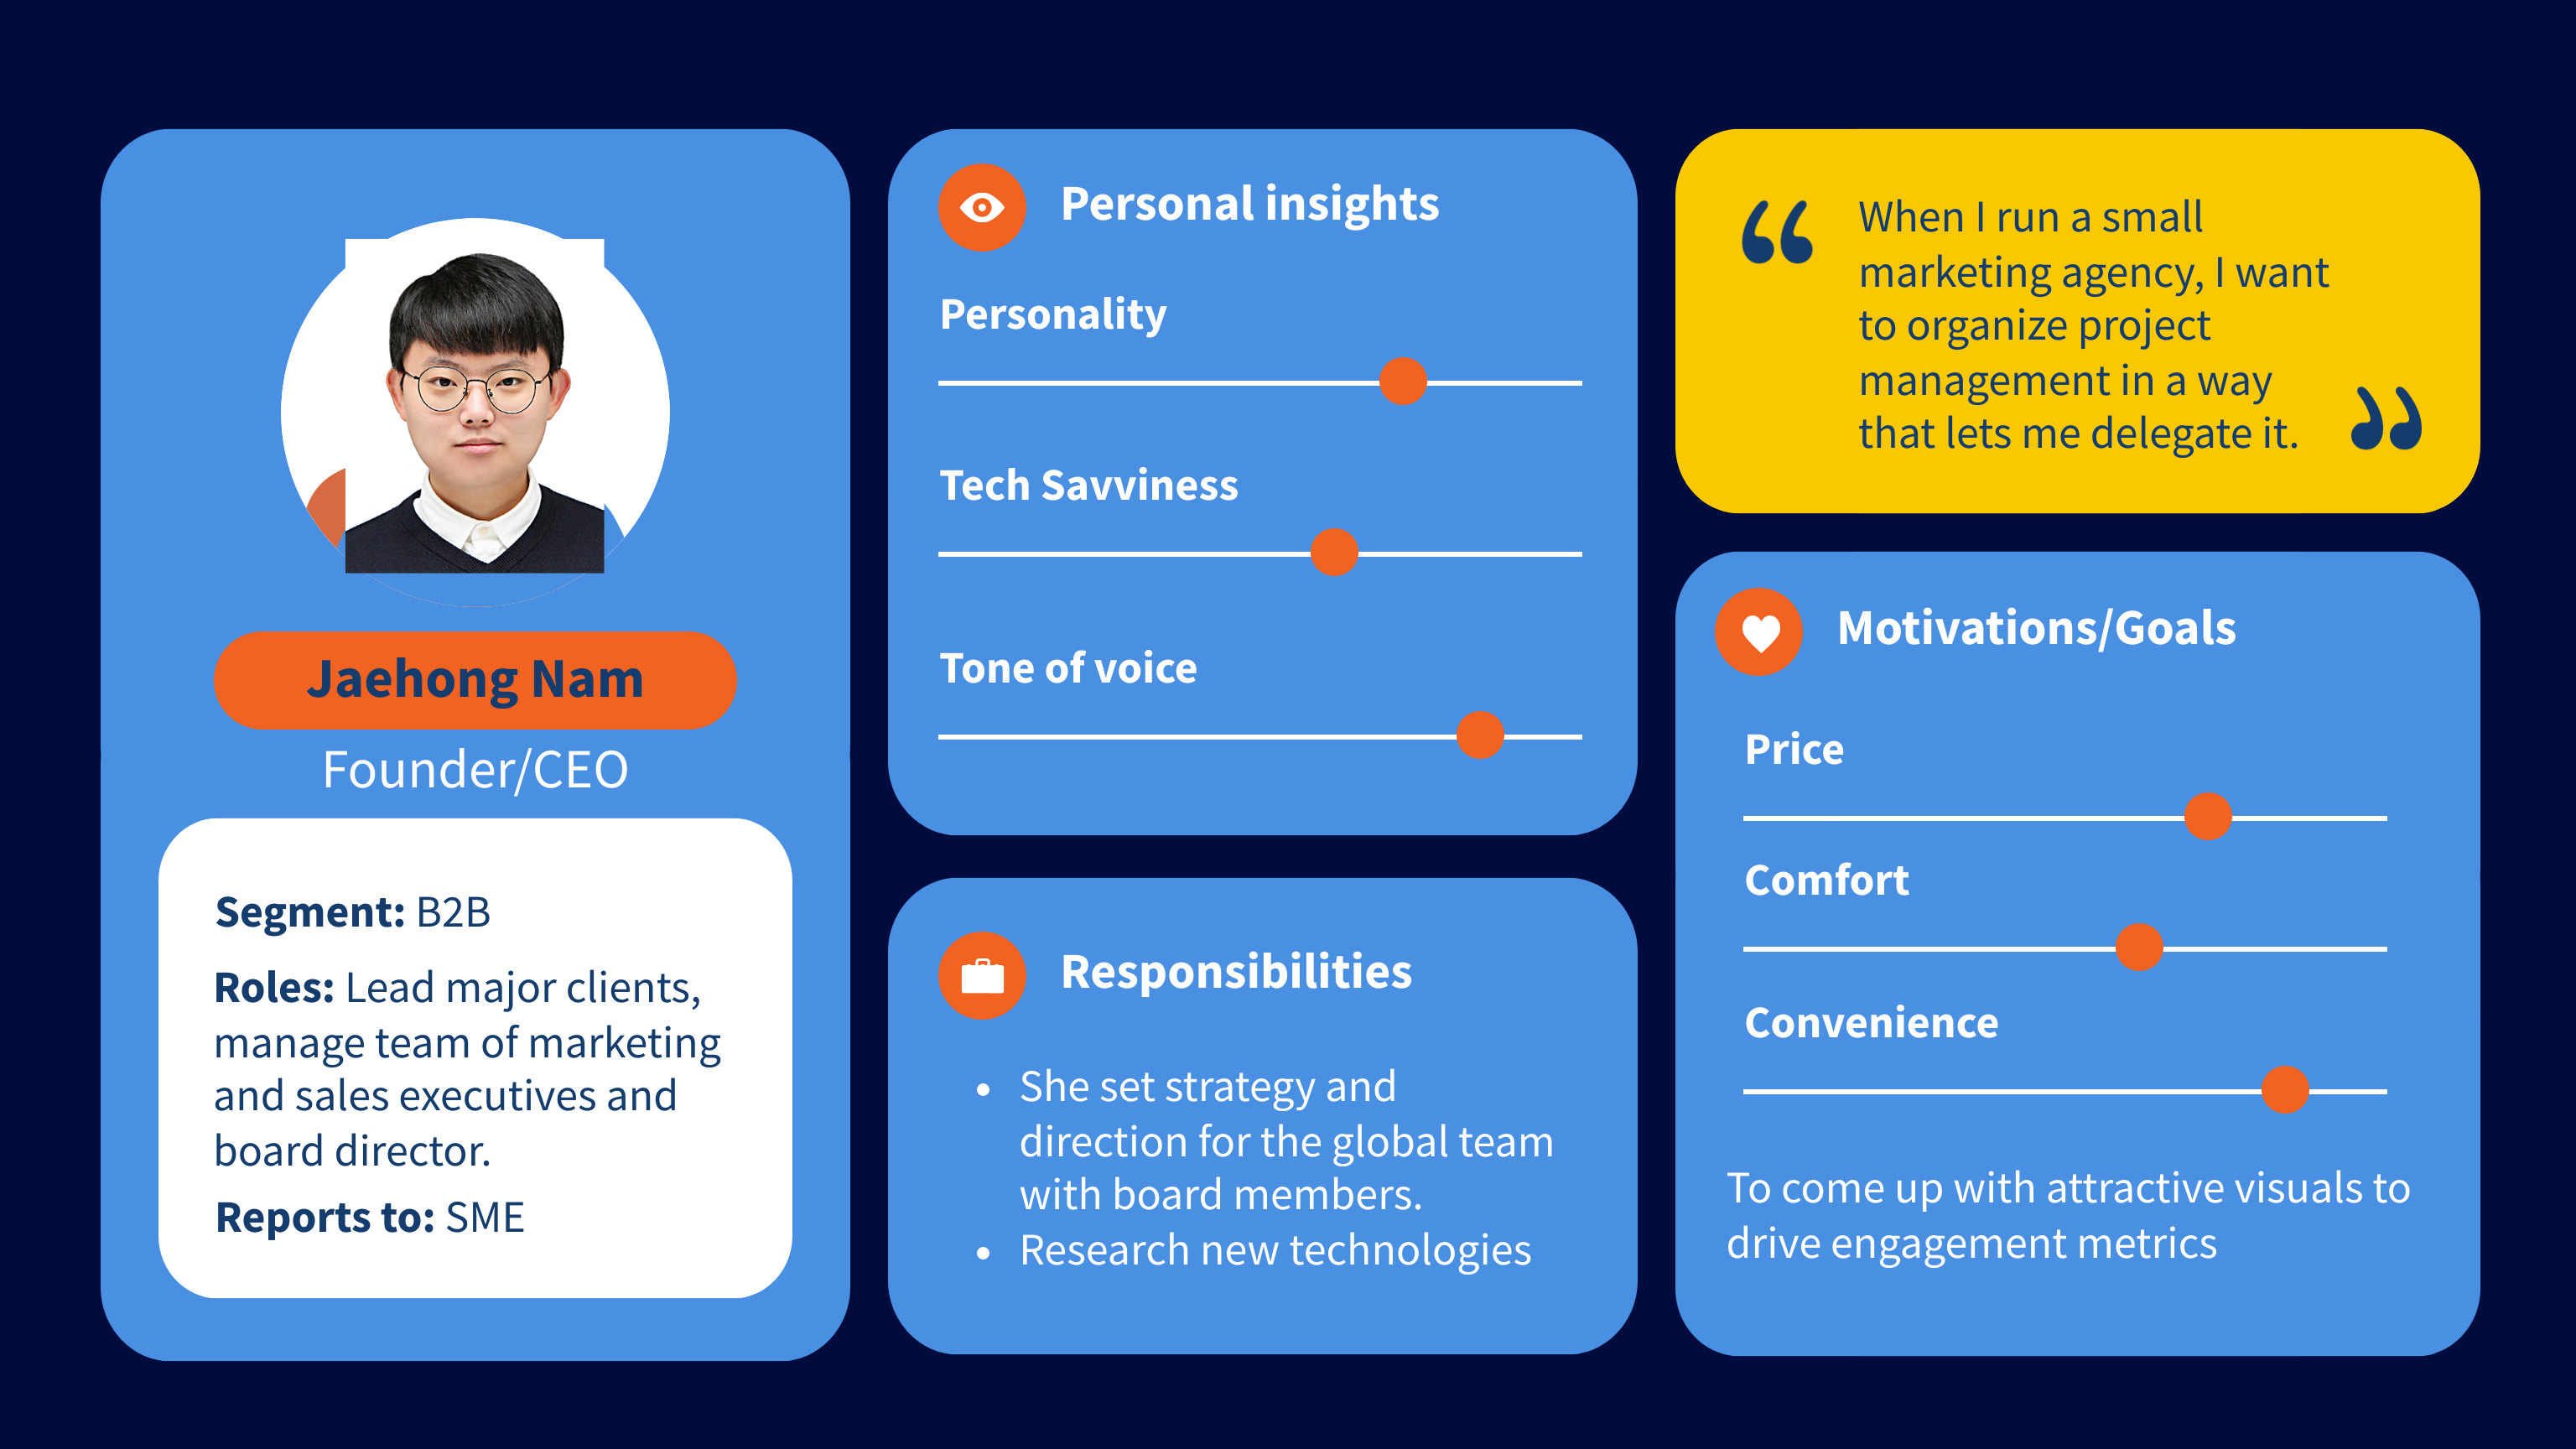 Jaehong Nam
Founder/CEO
Segment: B2B
Roles: Lead major clients,
manage team of marketing
and sales executives and
board director.
Reports to: SME
Personal insights
Personality
Tech Savviness
Tone of voice
Responsibilities
• She set strategy and
direction for the global team
with board members.
• Research new technologies
“ When I run a small
marketing agency, I want
to organize project
management in a way
that lets me delegate it. ”
Motivations/Goals
Price
Comfort
Convenience
To come up with attractive visuals to
drive engagement metrics